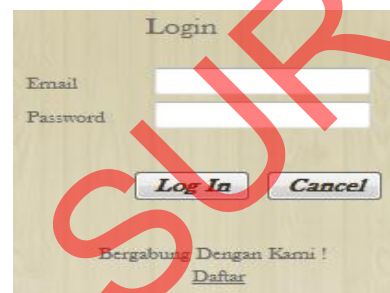 Login
Email
Password
Log In Cancel
Bergabung Dengan Kami !
Daftar
SUR